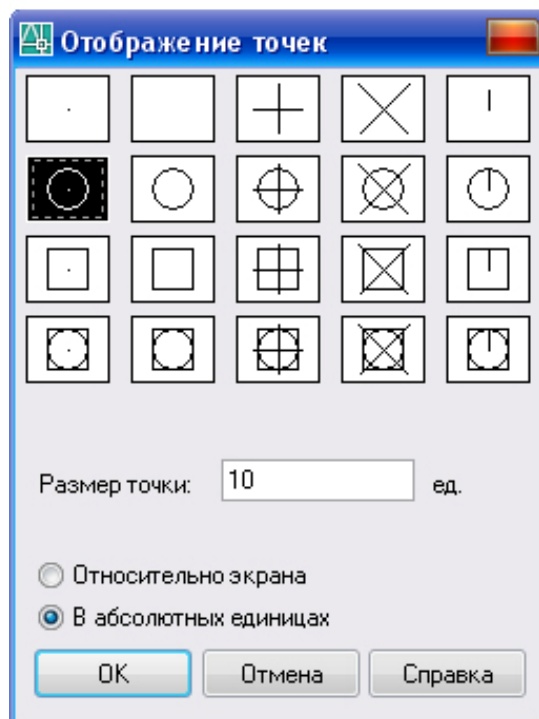 Отображение точек
Размер точки: 10 ед.
Относительно экрана
В абсолютных единицах
OK Отмена Справка